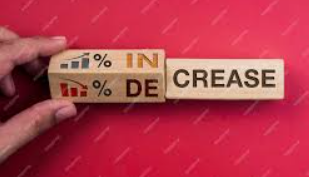 % IN
% DE
CREASE